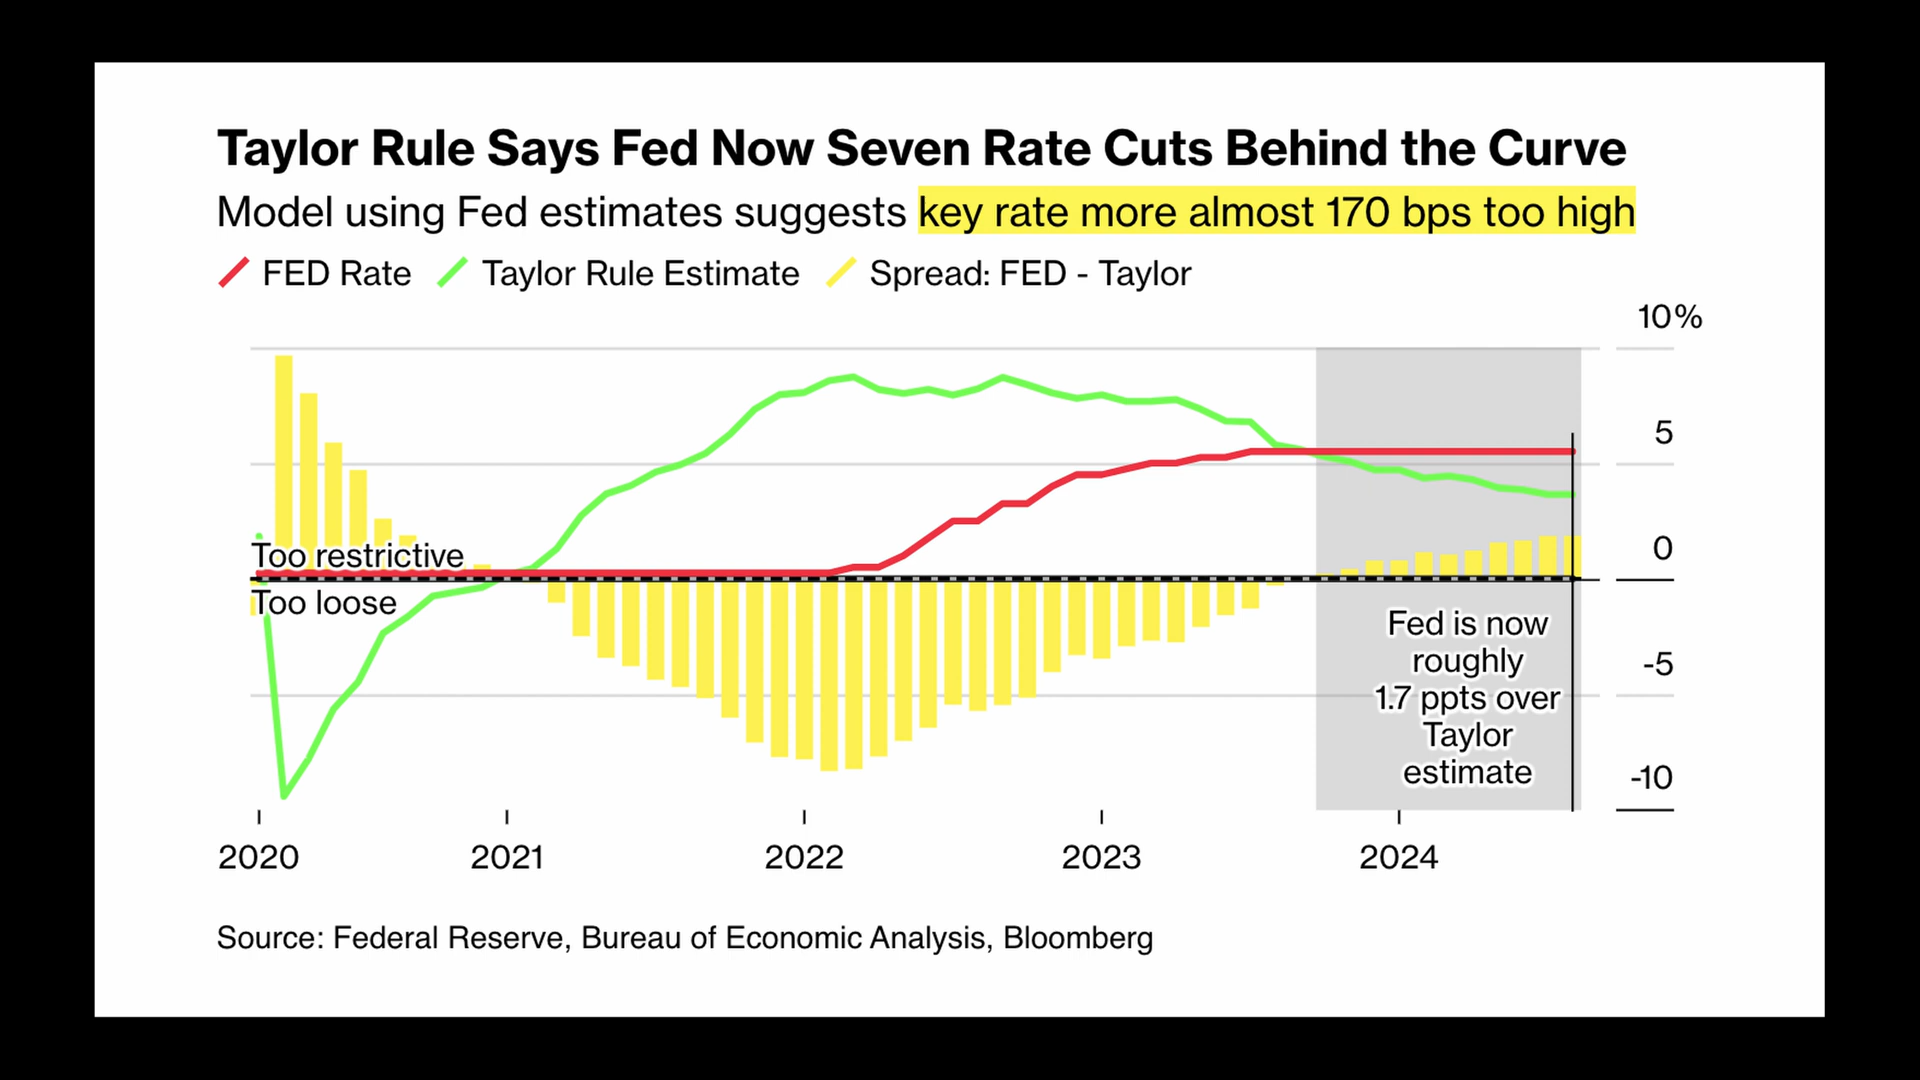 Taylor Rule Says Fed Now Seven Rate Cuts Behind the Curve
Model using Fed estimates suggests key rate more almost 170 bps too high
FED Rate Taylor Rule Estimate Spread: FED - Taylor
10%
5
0
-5
-10
Too restrictive
Too loose
Fed is now
roughly
1.7 ppts over
Taylor
estimate
2020 2021 2022 2023 2024
Source: Federal Reserve, Bureau of Economic Analysis, Bloomberg